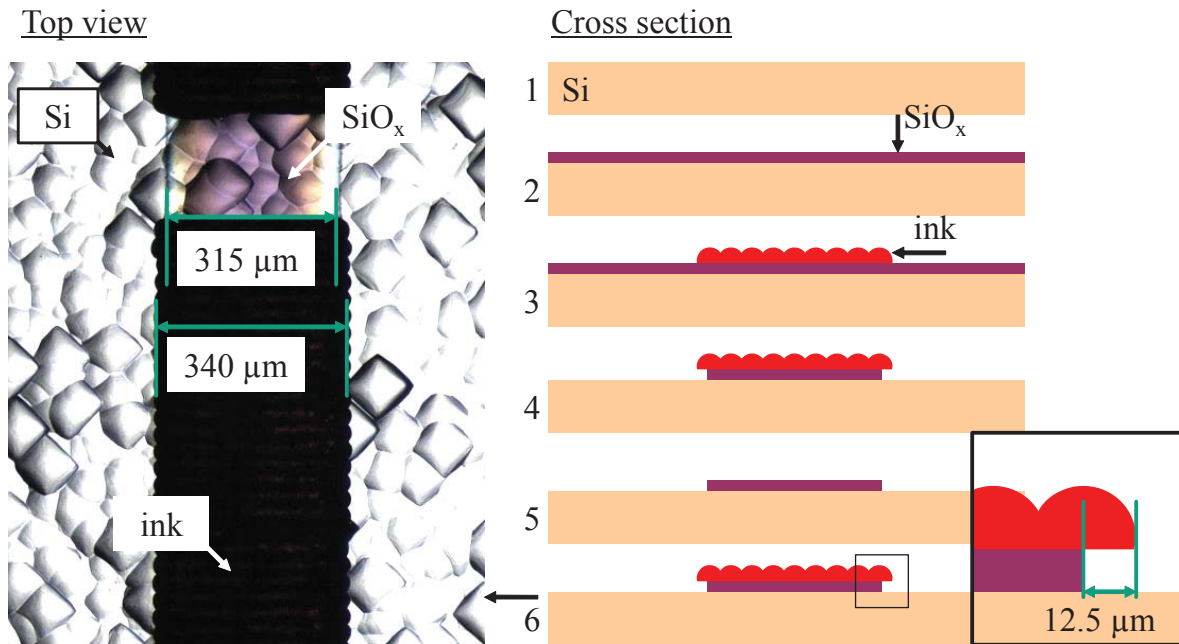 Top view
Si
SiOx
315 µm
340 µm
ink
Cross section
1
Si
SiOx
2
ink
3
4
5
6
12.5 µm